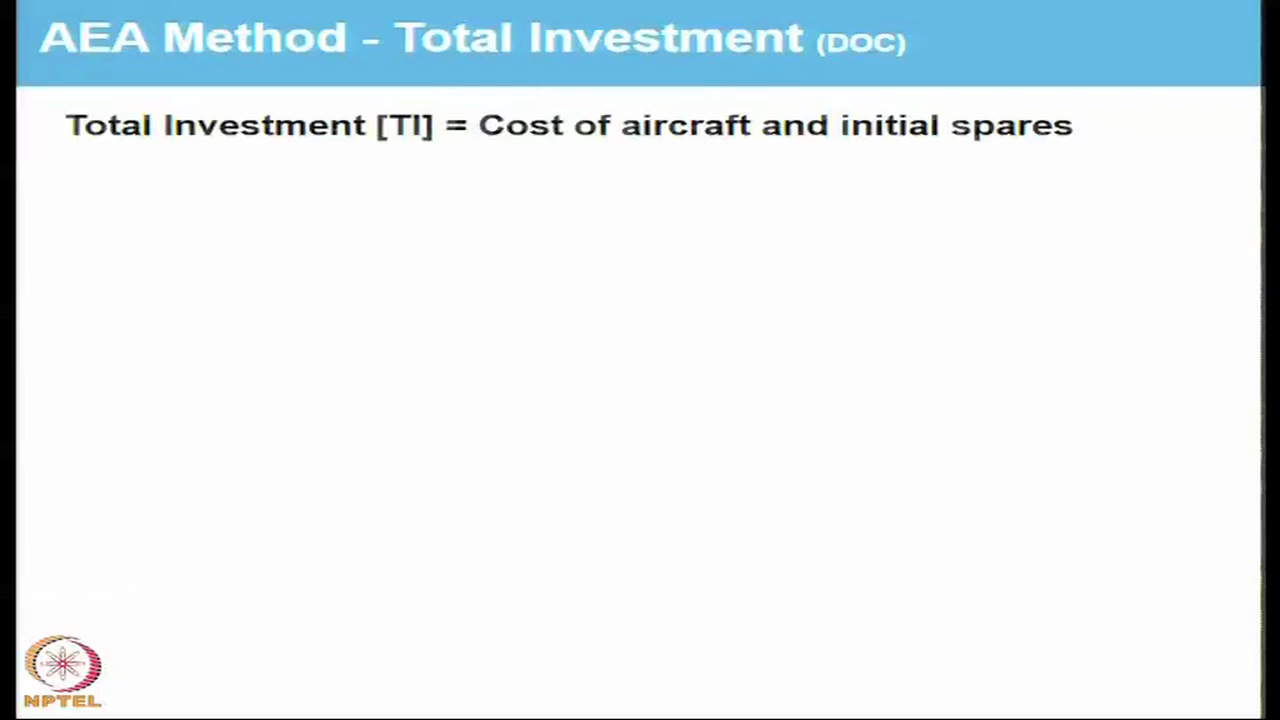 AEA Method - Total Investment (DOC)
Total Investment [TI] = Cost of aircraft and initial spares
NPTEL